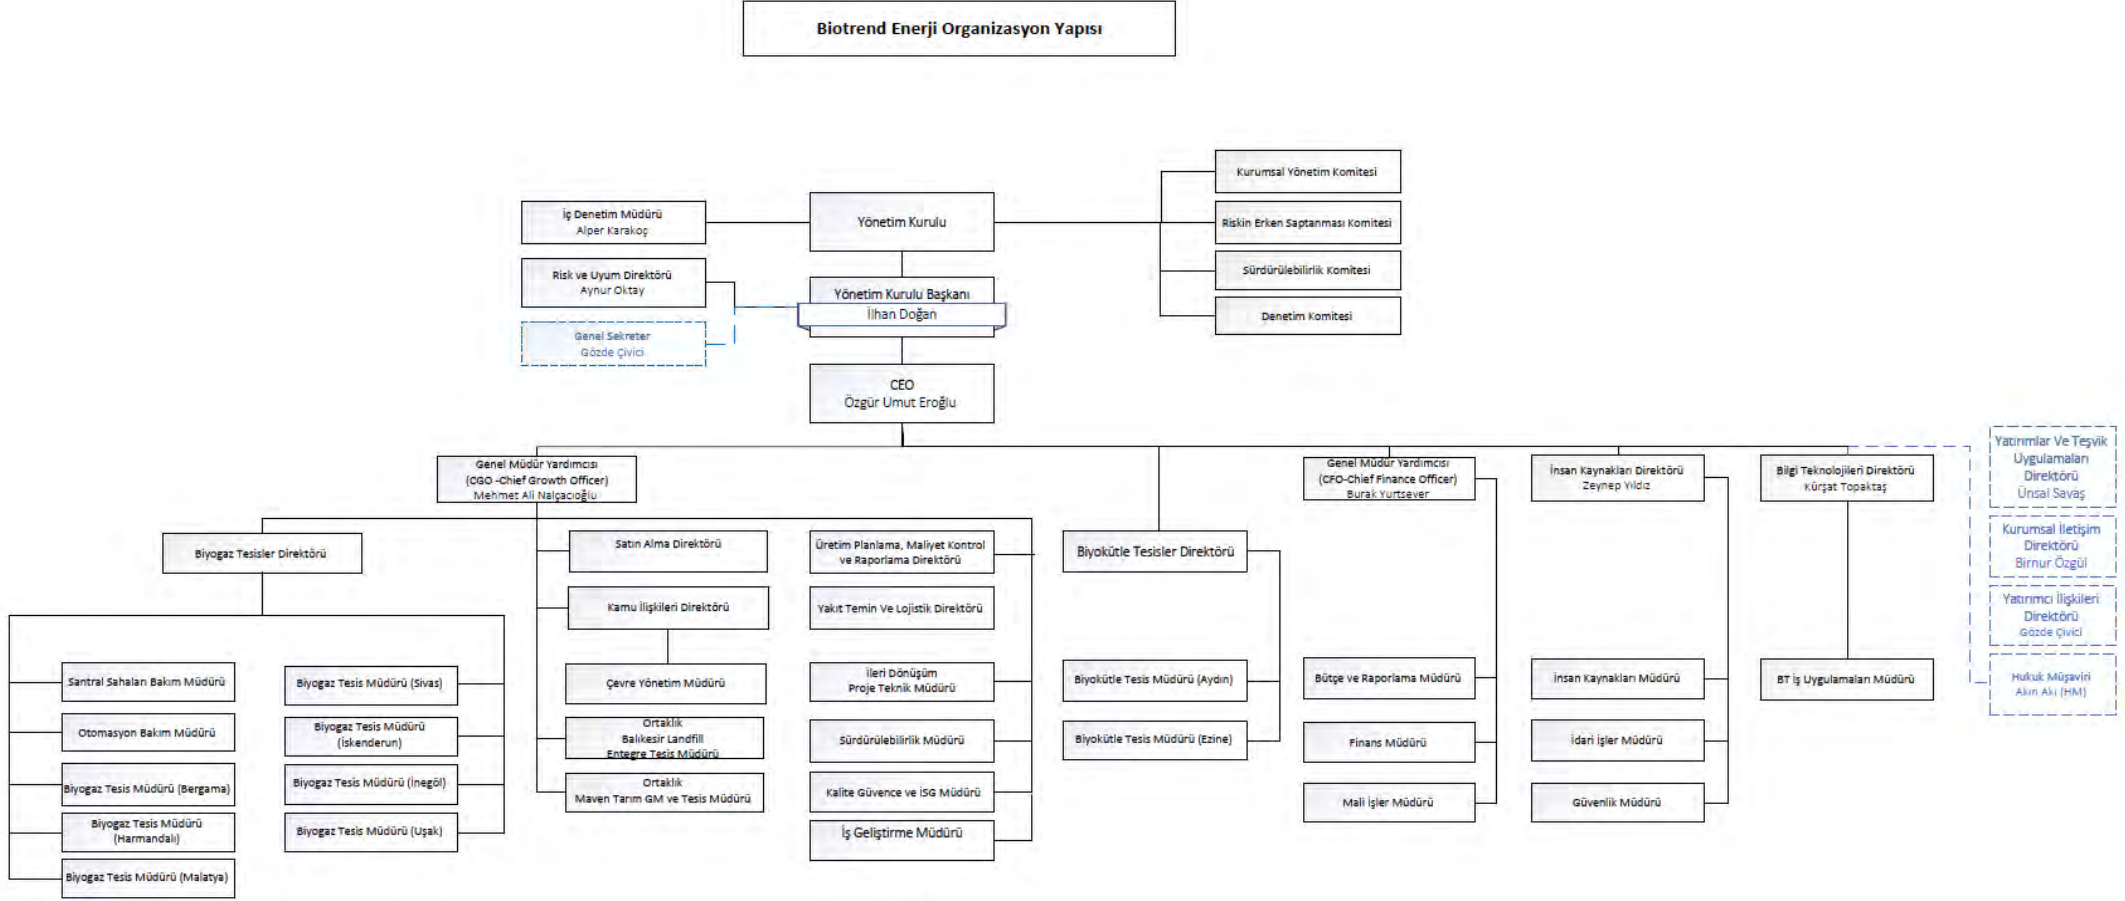 Biotrend Enerji Organizasyon Yapısı
Kurumsal Yönetim Komitesi
İç Denetim Müdürü
Alper Karakoç
Yönetim Kurulu
Riskin Erken Saptanması Komitesi
Risk ve Uyum Direktörü
Aynur Oktay
Yönetim Kurulu Başkanı
İlhan Doğan
Sürdürülebilirlik Komitesi
Denetim Komitesi
Genel Sekreter
Gözde Çivici
CEO
Özgür Umut Eroğlu
Genel Müdür Yardımcısı
(CGO -Chief Growth Officer)
Mehmet Ali Nalçacıoğlu
Genel Müdür Yardımcısı
(CFO-Chief Finance Officer)
Burak Yurtsever
İnsan Kaynakları Direktörü
Zeynep Yıldız
Bilgi Teknolojileri Direktörü
Kürşat Topaktaş
Yatırımlar Ve Teşvik
Uygulamaları
Direktörü
Ünsal Savaş
Kurumsal İletişim
Direktörü
Birnur Özgül
Yatırımcı İlişkileri
Direktörü
Gözde Çivici
Hukuk Müşaviri
Akın Akı (HM)
Biyogaz Tesisler Direktörü
Satın Alma Direktörü
Üretim Planlama, Maliyet Kontrol
ve Raporlama Direktörü
Biyokütle Tesisler Direktörü
Kamu İlişkileri Direktörü
Yakıt Temin Ve Lojistik Direktörü
Santral Sahaları Bakım Müdürü
Biyogaz Tesis Müdürü (Sivas)
Çevre Yönetim Müdürü
İleri Dönüşüm
Proje Teknik Müdürü
Biyokütle Tesis Müdürü (Aydın)
Bütçe ve Raporlama Müdürü
İnsan Kaynakları Müdürü
BT İş Uygulamaları Müdürü
Otomasyon Bakım Müdürü
Biyogaz Tesis Müdürü
(İskenderun)
Ortaklık
Balıkesir Landfill
Entegre Tesis Müdürü
Sürdürülebilirlik Müdürü
Biyokütle Tesis Müdürü (Ezine)
Finans Müdürü
İdari İşler Müdürü
Biyogaz Tesis Müdürü (Bergama)
Biyogaz Tesis Müdürü (İnegöl)
Ortaklık
Maven Tarım GM ve Tesis Müdürü
Kalite Güvence ve İSG Müdürü
Mali İşler Müdürü
Güvenlik Müdürü
Biyogaz Tesis Müdürü
(Harmandalı)
Biyogaz Tesis Müdürü (Uşak)
İş Geliştirme Müdürü
Biyogaz Tesis Müdürü (Malatya)